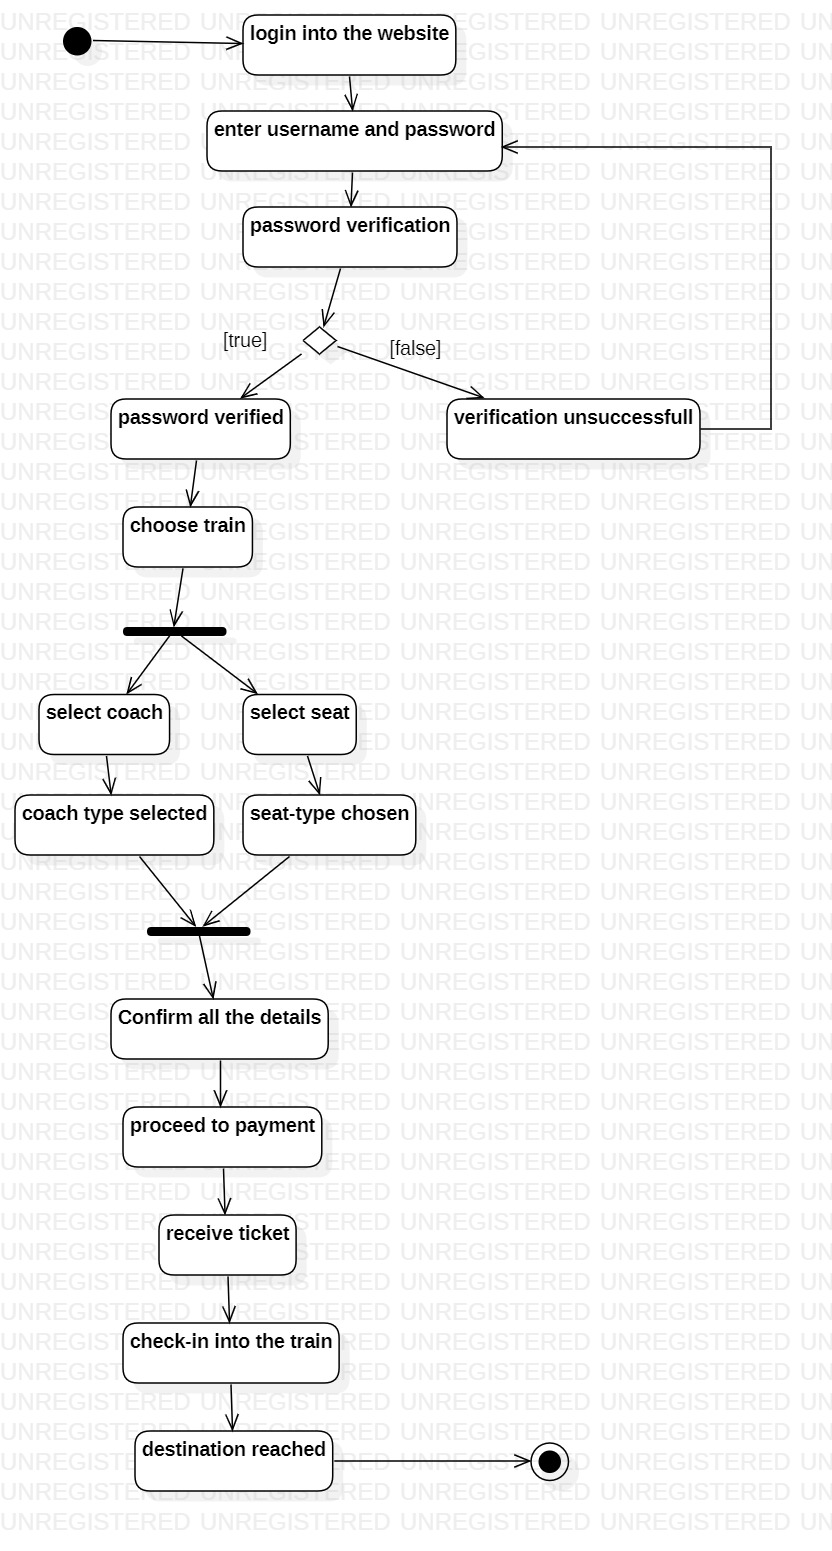 login into the website
enter username and password
password verification
[true]
[false]
password verified
verification unsuccessfull
choose train
select coach
select seat
coach type selected
seat-type chosen
Confirm all the details
proceed to payment
receive ticket
check-in into the train
destination reached
UNREGISTERED